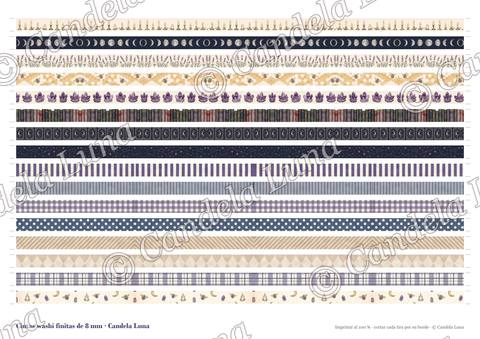 © Candela Luna
© Candela Luna
© Candela Luna
© Candela Luna
Cintas washi finitas de 8 mm · Candela Luna
Imprimir al 100 % · cortar cada tira por su borde · © Candela Luna